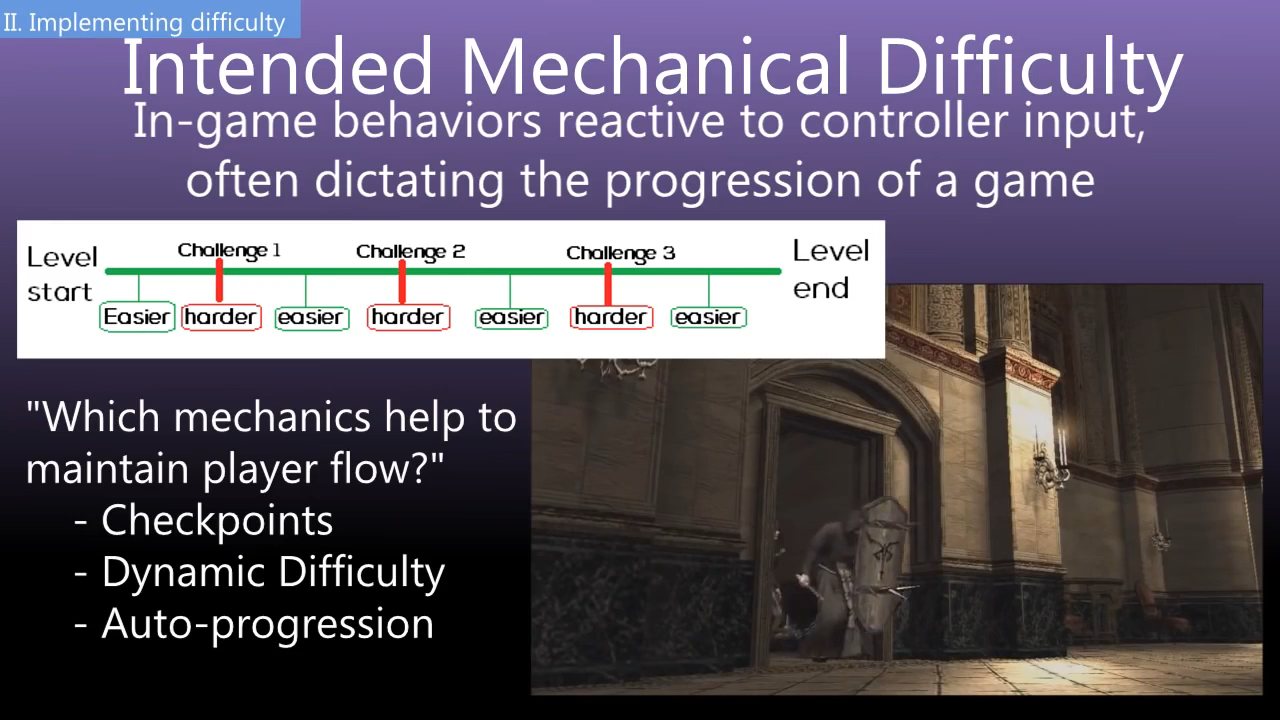 II. Implementing difficulty
Intended Mechanical Difficulty
In-game behaviors reactive to controller input,
often dictating the progression of a game
Level
start
Challenge 1
Challenge 2
Challenge 3
Level
end
Easier
harder
easier
harder
easier
harder
easier
"Which mechanics help to
maintain player flow?"
- Checkpoints
- Dynamic Difficulty
- Auto-progression